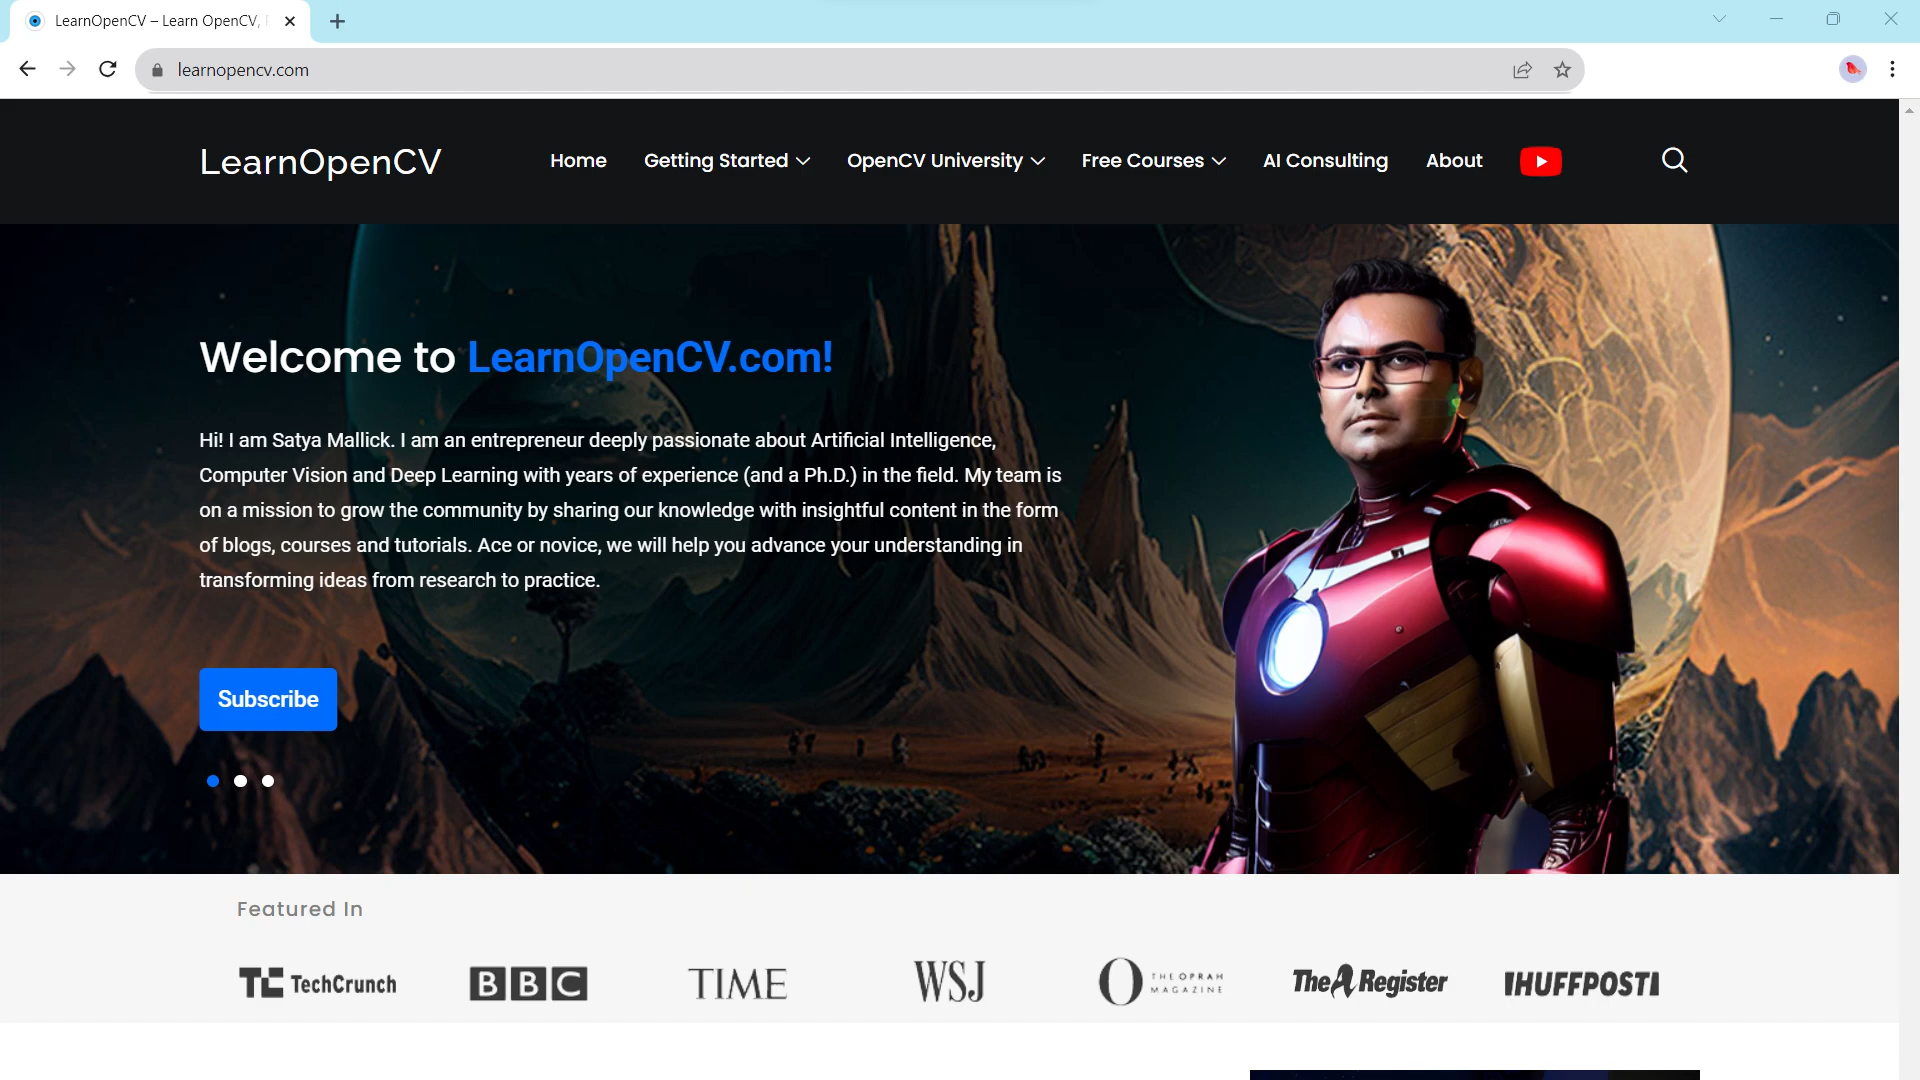 LearnOpenCV – Learn OpenCV,
learnopencv.com
LearnOpenCV
Home
Getting Started
OpenCV University
Free Courses
AI Consulting
About
Welcome to LearnOpenCV.com!
Hi! I am Satya Mallick. I am an entrepreneur deeply passionate about Artificial Intelligence,
Computer Vision and Deep Learning with years of experience (and a Ph.D.) in the field. My team is
on a mission to grow the community by sharing our knowledge with insightful content in the form
of blogs, courses and tutorials. Ace or novice, we will help you advance your understanding in
transforming ideas from research to practice.
Subscribe
Featured In
TC TechCrunch
BBC
TIME
WSJ
O THE OPRAH
MAGAZINE
The Register
HUFFPOST